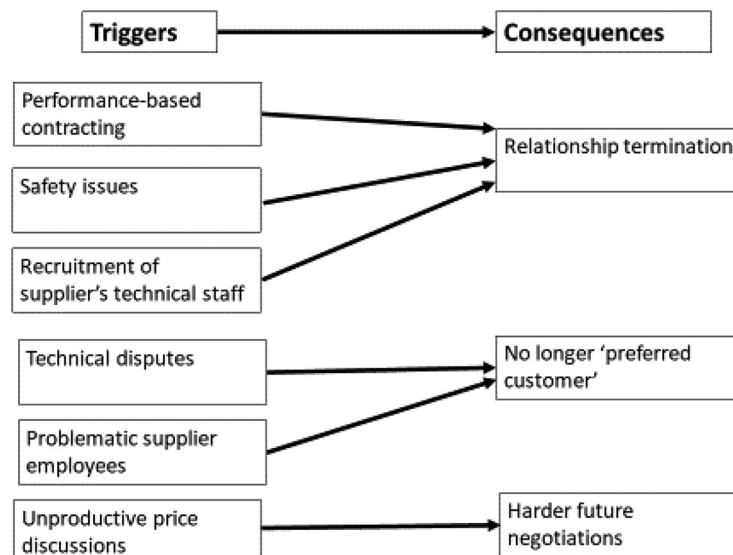 Triggers
Consequences
Performance-based
contracting
Relationship termination
Safety issues
Recruitment of
supplier’s technical staff
Technical disputes
No longer ‘preferred
customer’
Problematic supplier
employees
Unproductive price
discussions
Harder future
negotiations